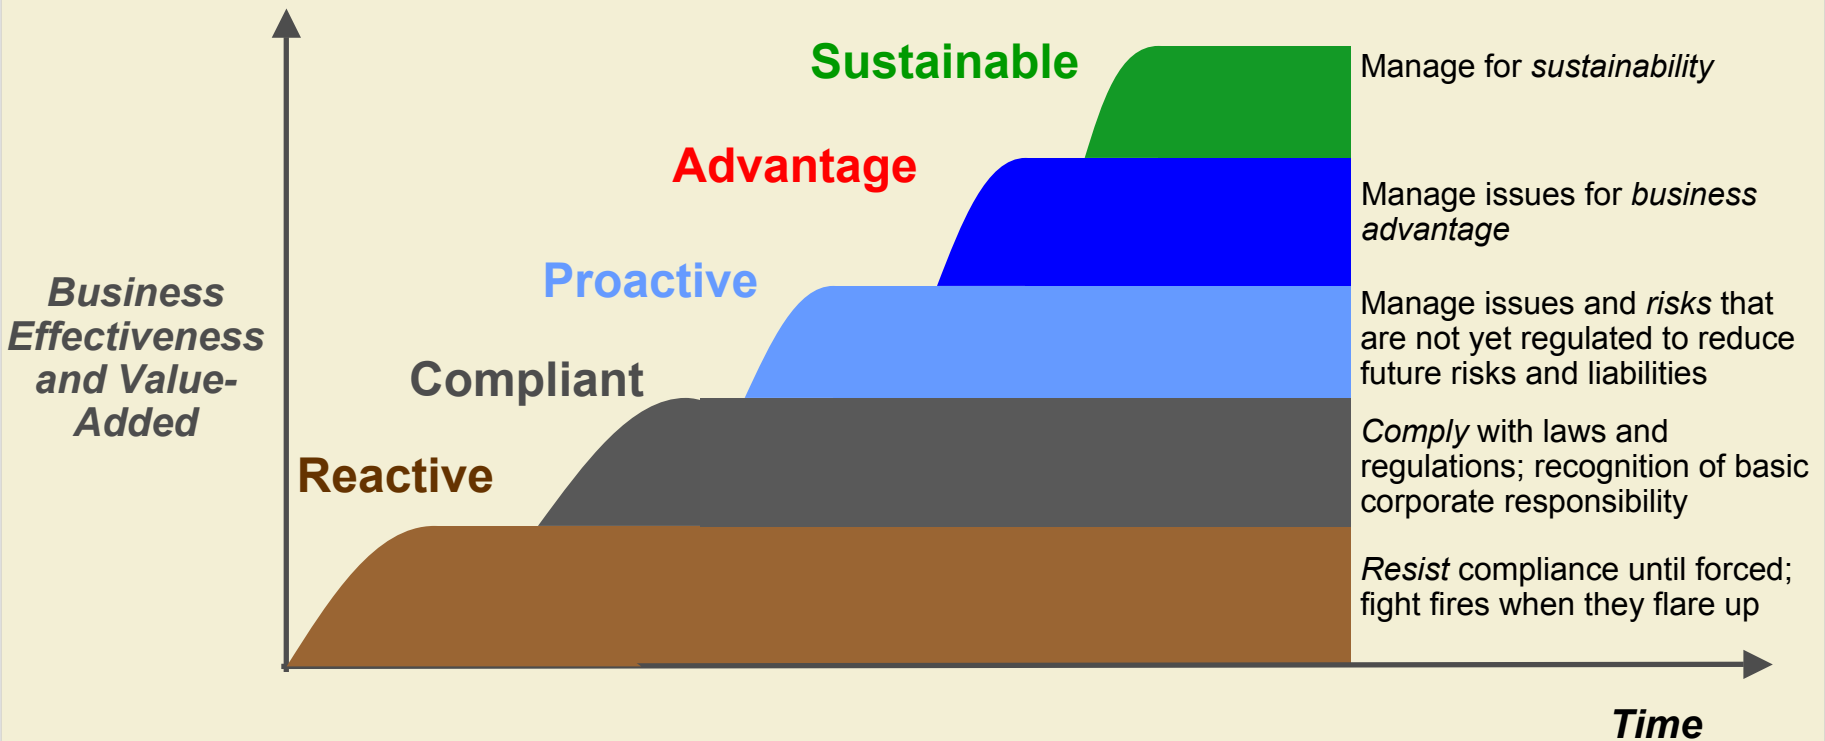 Sustainable
Manage for sustainability
Advantage
Manage issues for business
advantage
Proactive
Manage issues and risks that
are not yet regulated to reduce
future risks and liabilities
Business
Effectiveness
and Value-
Added
Compliant
Comply with laws and
regulations; recognition of basic
corporate responsibility
Reactive
Resist compliance until forced;
fight fires when they flare up
Time